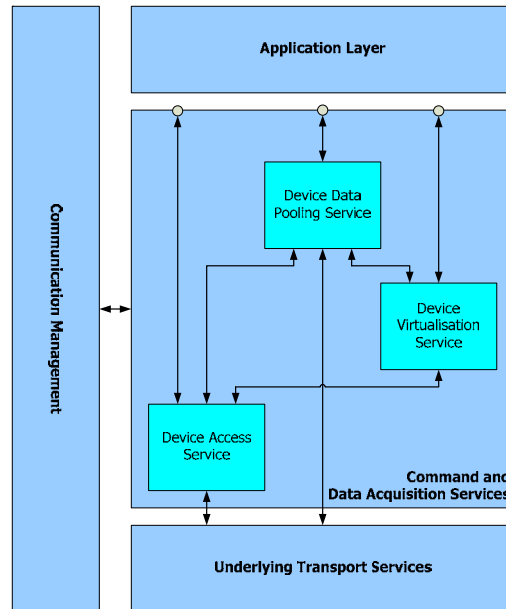 Application Layer
Communication Management
Device Data
Pooling Service
Device
Virtualisation
Service
Device Access
Service
Command and
Data Acquisition Services
Underlying Transport Services